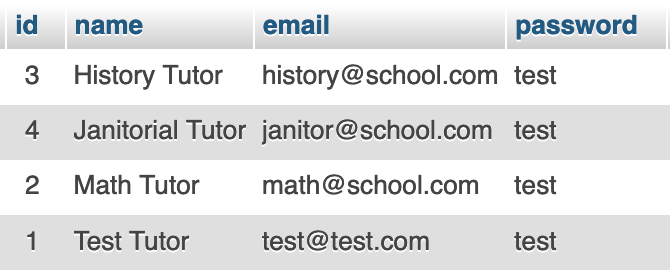 id name email password
3 History Tutor history@school.com test
4 Janitorial Tutor janitor@school.com test
2 Math Tutor math@school.com test
1 Test Tutor test@test.com test